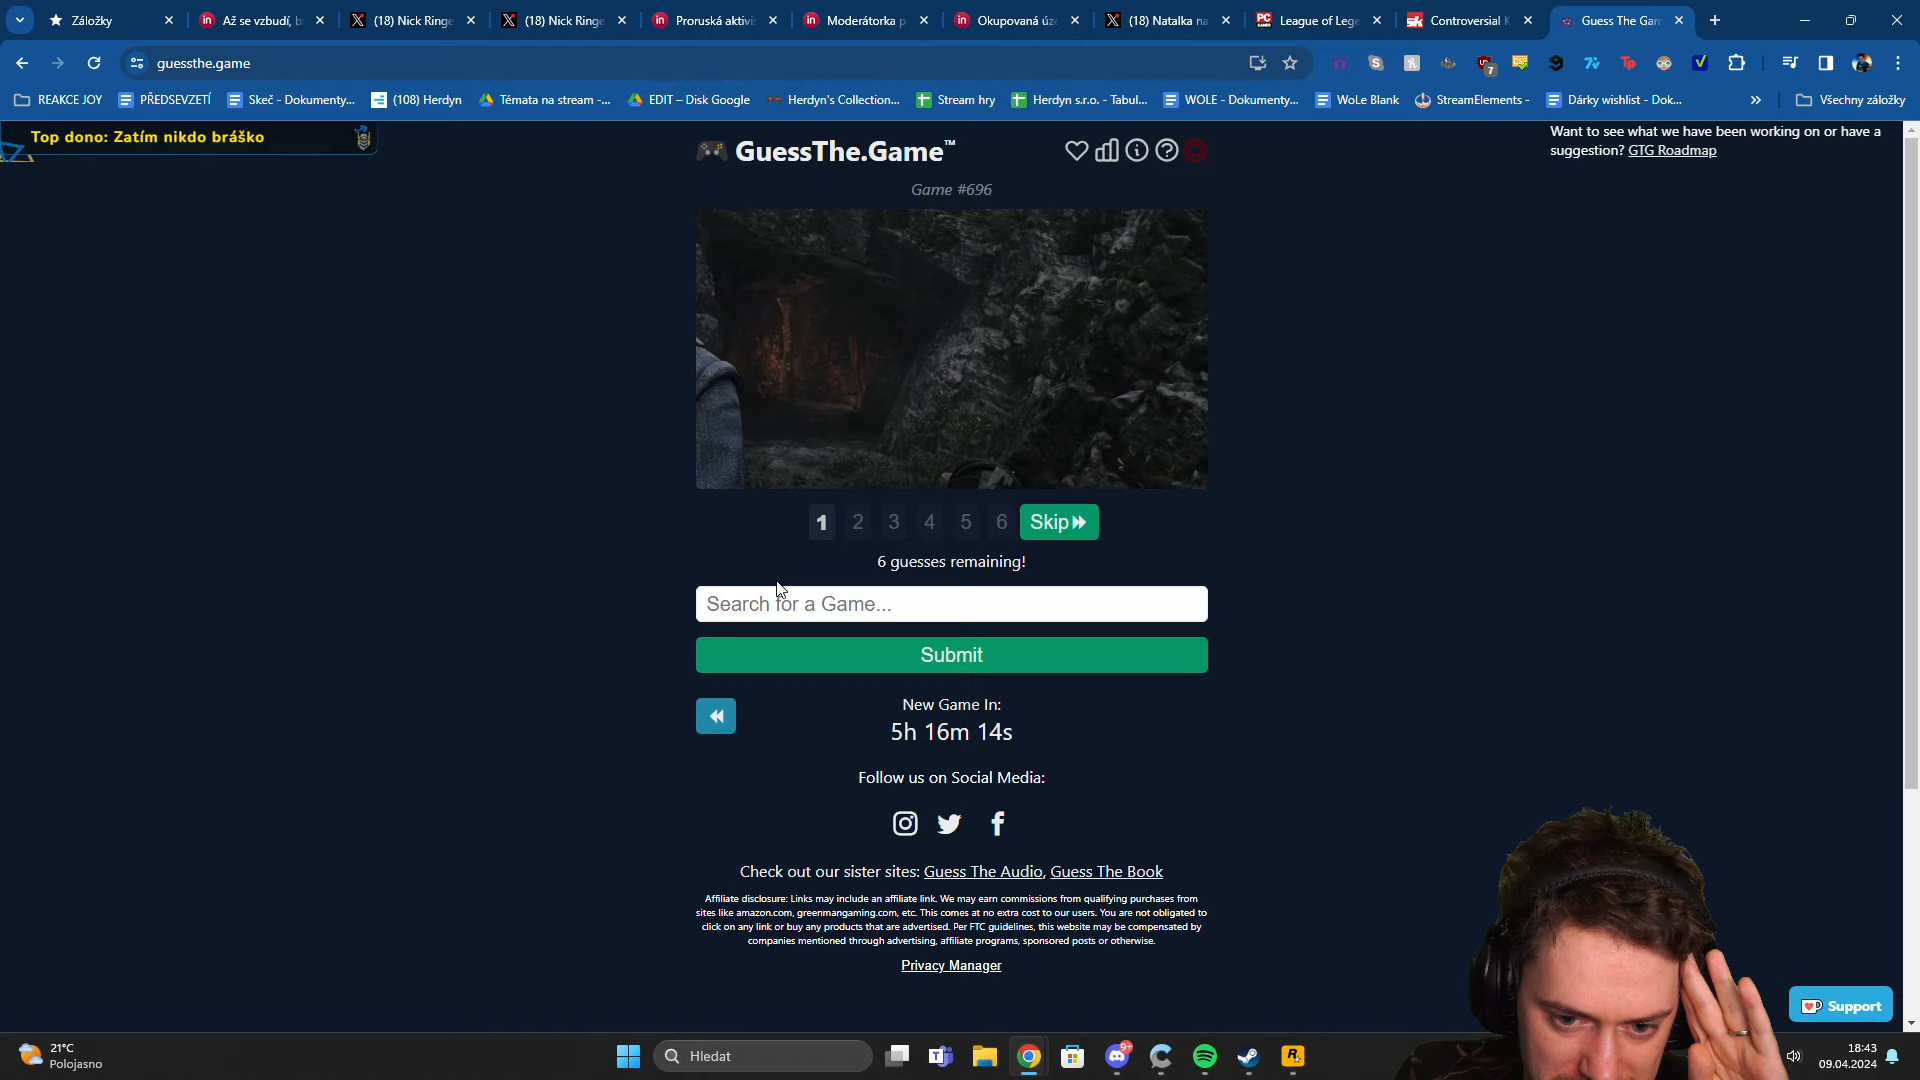 Záložky
Až se vzbudí, b
(18) Nick Ringe
(18) Nick Ringe
Proruská aktivi
Moderátorka p
Okupovaná úz
(18) Natalka na
League of Lege
Controversial K
Guess The Gam
guessthe.game
REAKCE JOY
PŘEDSEVZETÍ
Skeč - Dokumenty...
(108) Herdyn
Témata na stream -...
EDIT – Disk Google
Herdyn's Collection...
Stream hry
Herdyn s.r.o. - Tabul...
WOLE - Dokumenty...
WoLe Blank
StreamElements -
Dárky wishlist - Dok...
Všechny záložky
Top dono: Zatím nikdo bráško
GuessThe.Game™
Want to see what we have been working on or have a
suggestion? GTG Roadmap
Game #696
1 2 3 4 5 6 Skip
6 guesses remaining!
Search for a Game...
Submit
New Game In:
5h 16m 14s
Follow us on Social Media:
Check out our sister sites: Guess The Audio, Guess The Book
Affiliate disclosure: Links may include an affiliate link. We may earn commissions from qualifying purchases from
sites like amazon.com, greenmangaming.com, etc. This comes at no extra cost to our users. You are not obligated to
click on any link or buy any products that are advertised. Per FTC guidelines, this website may be compensated by
companies mentioned through advertising, affiliate programs, sponsored posts or otherwise.
Privacy Manager
Support
21°C
Polojasno
Hledat
9+
18:43
09.04.2024